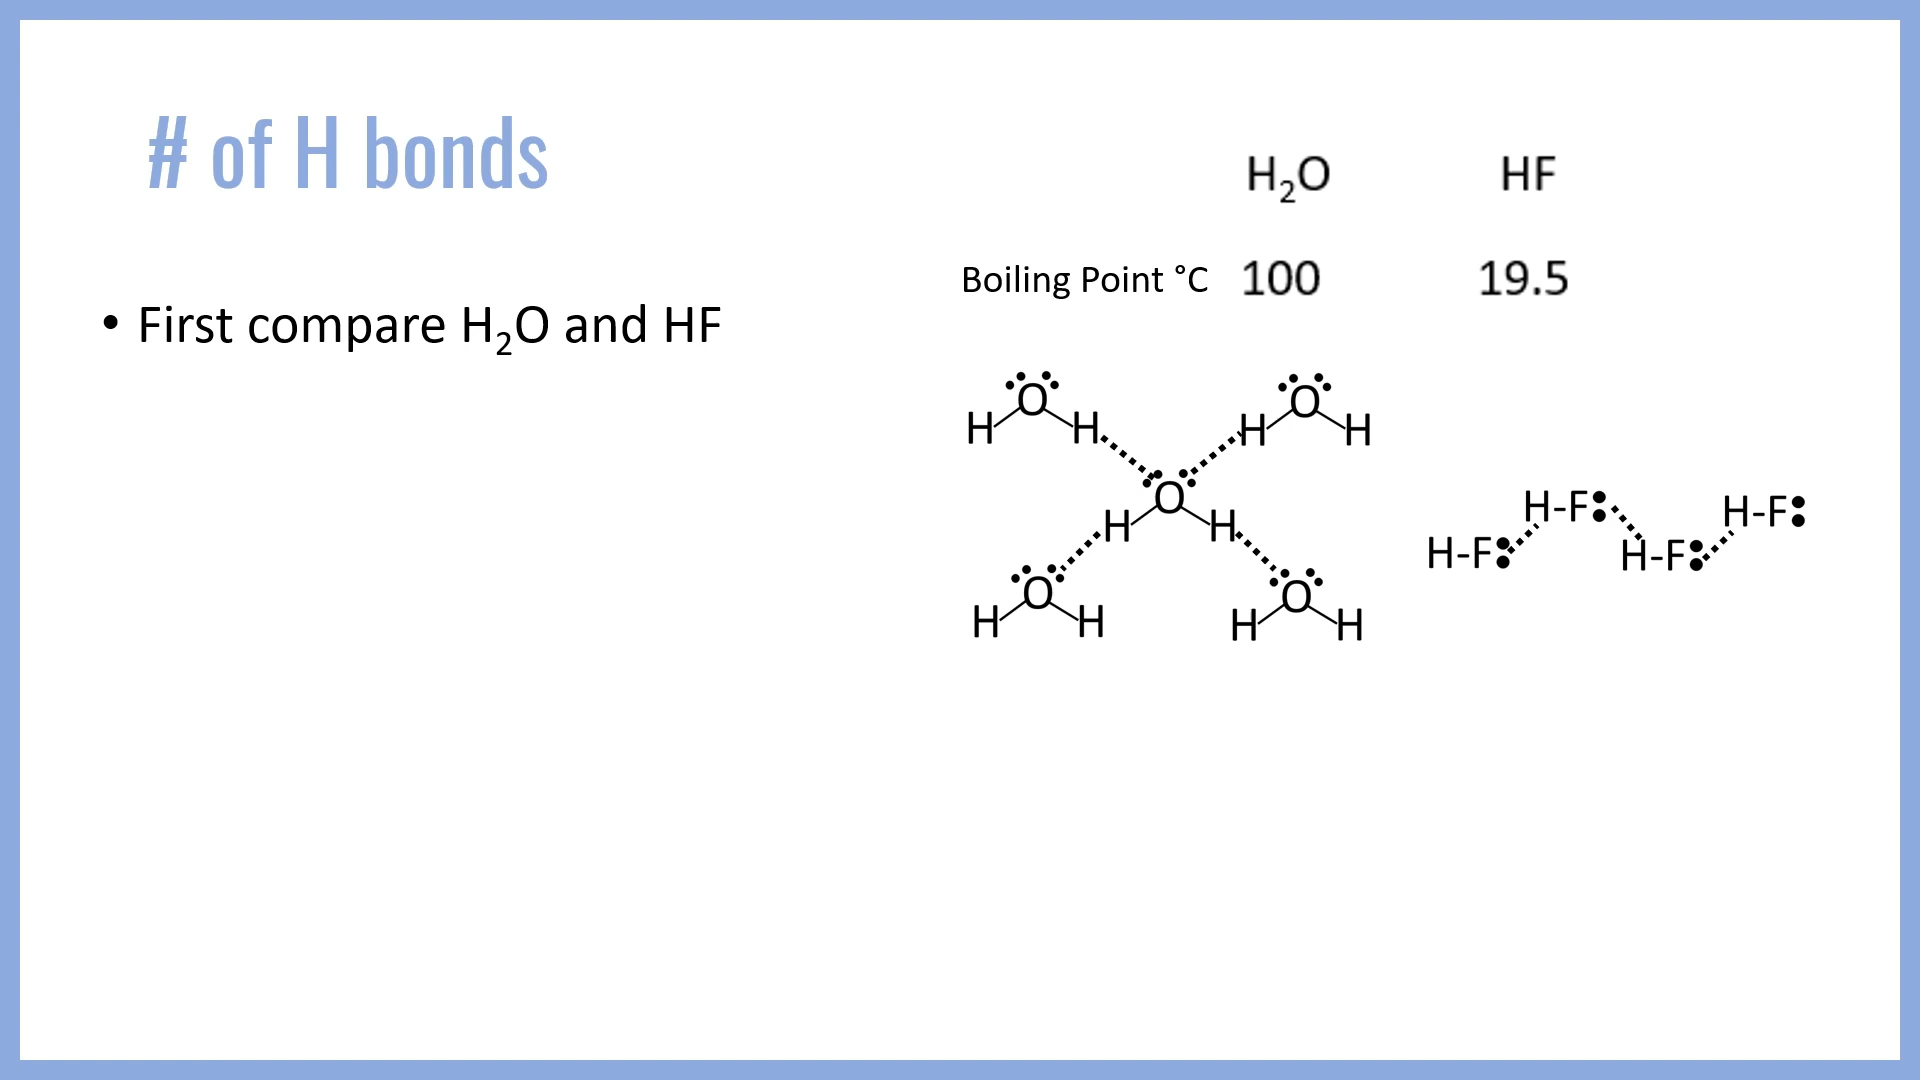 # of H bonds
• First compare H₂O and HF
H₂O HF
Boiling Point °C 100 19.5
H O H H O H
H O H
H-F: H-F: H-F: H-F:
H O H H O H